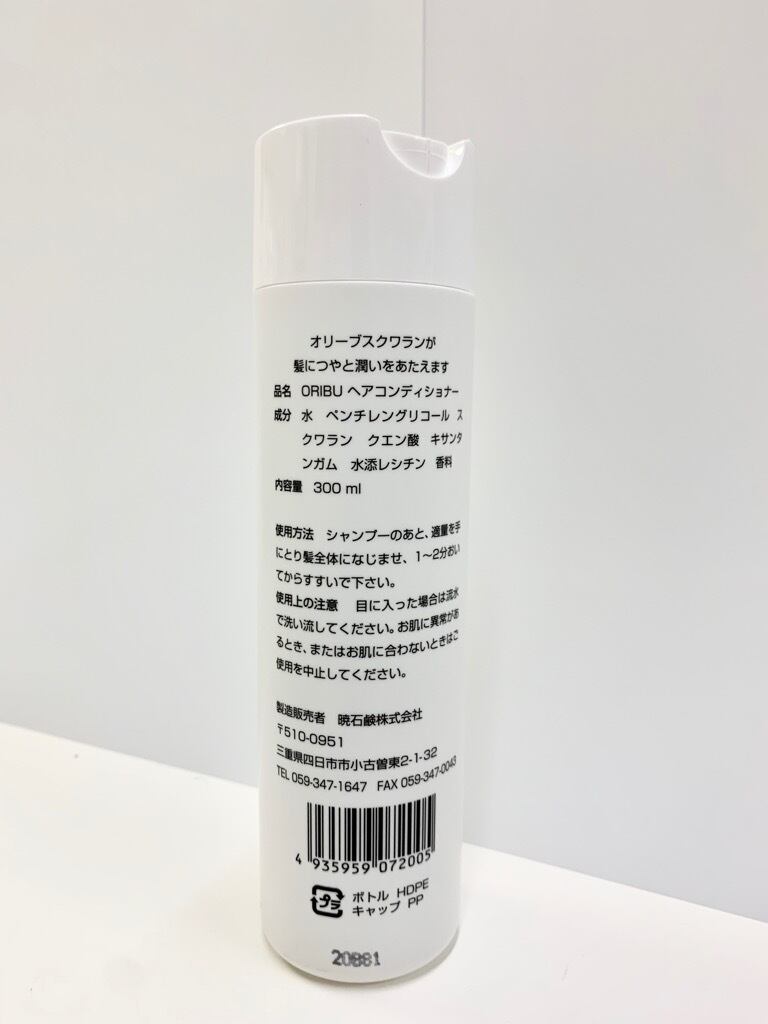 オリーブスクワランが
髪につやと潤いをあたえます
品名 ORIBU ヘアコンディショナー
成分 水 ペンチレングリコール ス
クワラン クエン酸 キサンタ
ンガム 水添レシチン 香料
内容量 300 ml
使用方法 シャンプーのあと、適量を手
にとり髪全体になじませ、1〜2分おい
てからすすいで下さい。
使用上の注意 目に入った場合は流水
で洗い流してください。お肌に異常があ
るとき、またはお肌に合わないときはご
使用を中止してください。
製造販売者 暁石鹸株式会社
〒510-0951
三重県四日市市小古曽東2-1-32
TEL 059-347-1647 FAX 059-347-0043
4 935959 072005
プラ ボトル HDPE
キャップ PP